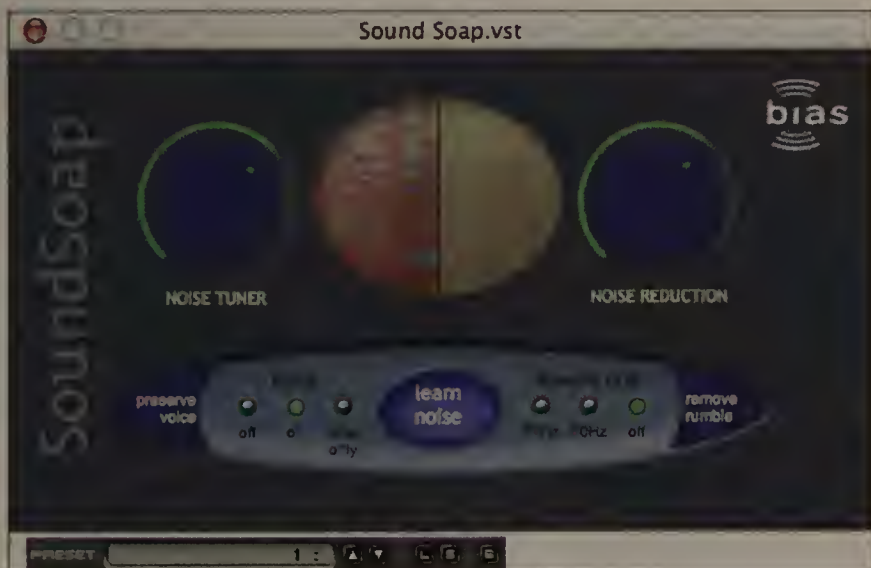 Sound Soap.vst
SoundSoap
bias
NOISE TUNER
NOISE REDUCTION
preserve
voice
learn
noise
remove
rumble
off
off
only
PRESET
1 :